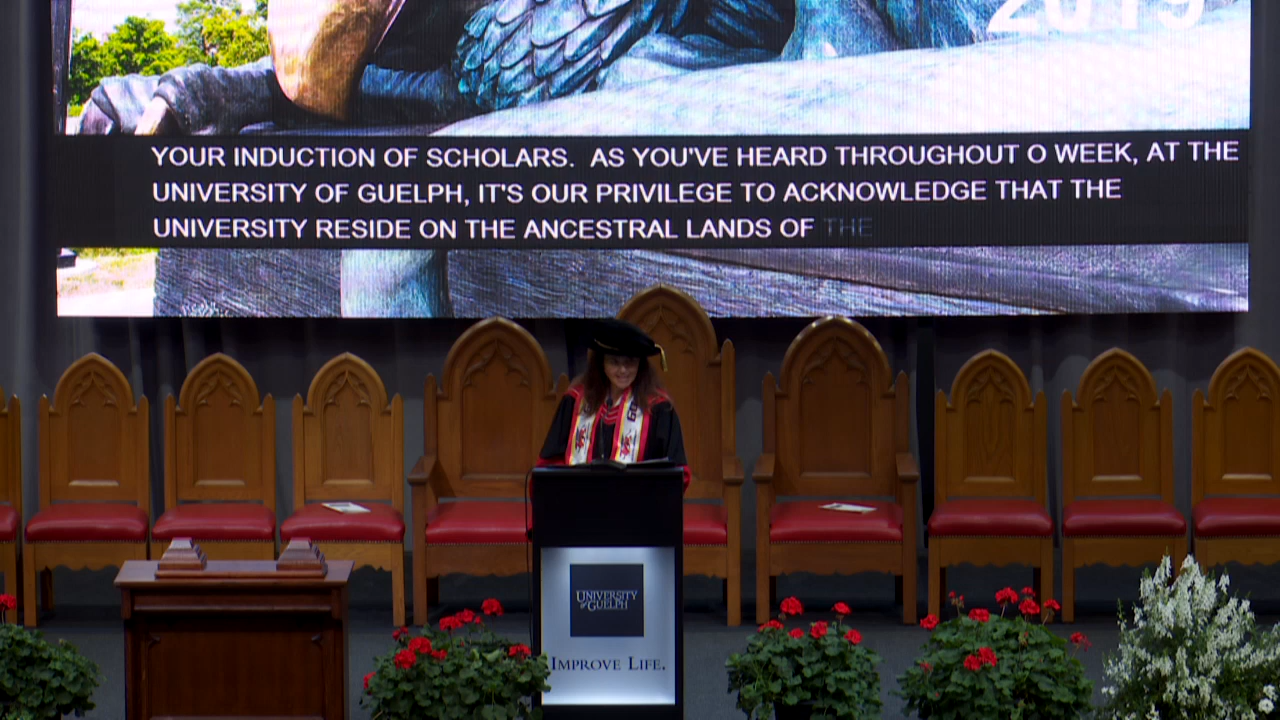 2019
YOUR INDUCTION OF SCHOLARS.  AS YOU'VE HEARD THROUGHOUT O WEEK, AT THE
UNIVERSITY OF GUELPH, IT'S OUR PRIVILEGE TO ACKNOWLEDGE THAT THE
UNIVERSITY RESIDE ON THE ANCESTRAL LANDS OF THE
UNIVERSITY
OF GUELPH
IMPROVE LIFE.